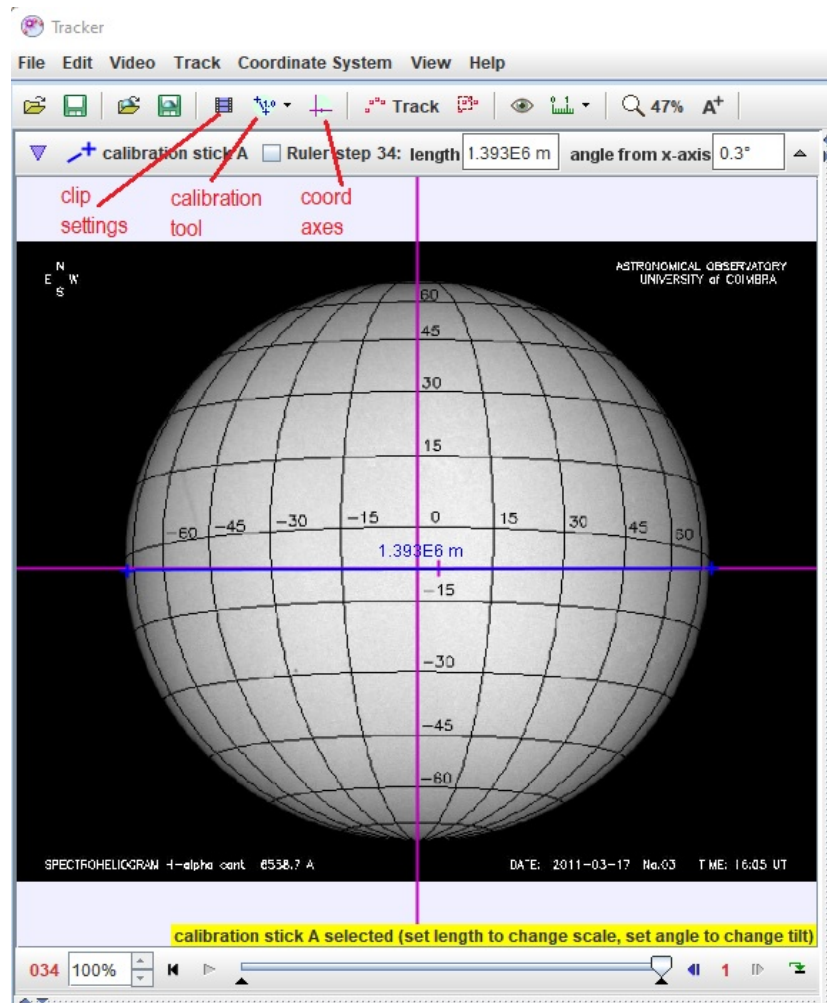 Tracker
File Edit Video Track Coordinate System View Help
Track 47% A+
calibration stick A Ruler step 34: length 1.393E6 m angle from x-axis 0.3°
clip settings
calibration tool
coord axes
N
E W
S
ASTRONOMICAL OBSERVATORY
UNIVERSITY of COIMBRA
60
45
30
15
-60 -45 -30 -15 0 15 30 45 60
1.393E6 m
-15
-30
-45
-60
SPECTROHELIOGRAM H-alpha cont. 6558.7 A DATE: 2011-03-17 No.03 TIME: 16:05 UT
calibration stick A selected (set length to change scale, set angle to change tilt)
034 100% 1